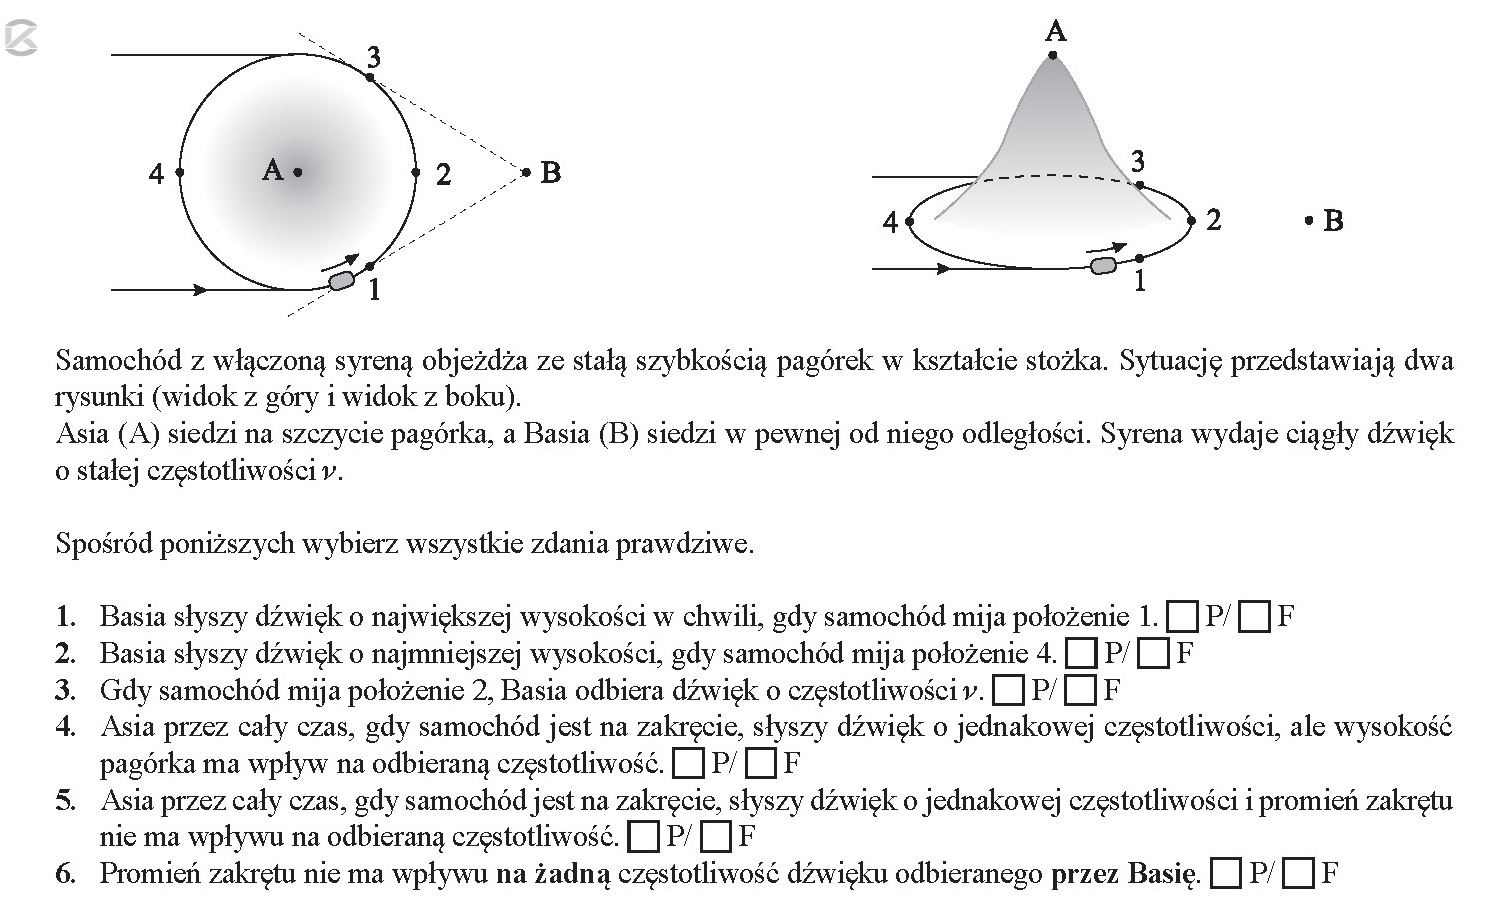 3
4
A
2
B
1
A
3
4
2
B
1
Samochód z włączoną syreną objeżdża ze stałą szybkością pagórek w kształcie stożka. Sytuację przedstawiają dwa
rysunki (widok z góry i widok z boku).
Asia (A) siedzi na szczycie pagórka, a Basia (B) siedzi w pewnej od niego odległości. Syrena wydaje ciągły dźwięk
o stałej częstotliwości ν.
Spośród poniższych wybierz wszystkie zdania prawdziwe.
1. Basia słyszy dźwięk o największej wysokości w chwili, gdy samochód mija położenie 1. □ P/ □ F
2. Basia słyszy dźwięk o najmniejszej wysokości, gdy samochód mija położenie 4. □ P/ □ F
3. Gdy samochód mija położenie 2, Basia odbiera dźwięk o częstotliwości ν. □ P/ □ F
4. Asia przez cały czas, gdy samochód jest na zakręcie, słyszy dźwięk o jednakowej częstotliwości, ale wysokość
pagórka ma wpływ na odbieraną częstotliwość. □ P/ □ F
5. Asia przez cały czas, gdy samochód jest na zakręcie, słyszy dźwięk o jednakowej częstotliwości i promień zakrętu
nie ma wpływu na odbieraną częstotliwość. □ P/ □ F
6. Promień zakrętu nie ma wpływu na żadną częstotliwość dźwięku odbieranego przez Basię. □ P/ □ F